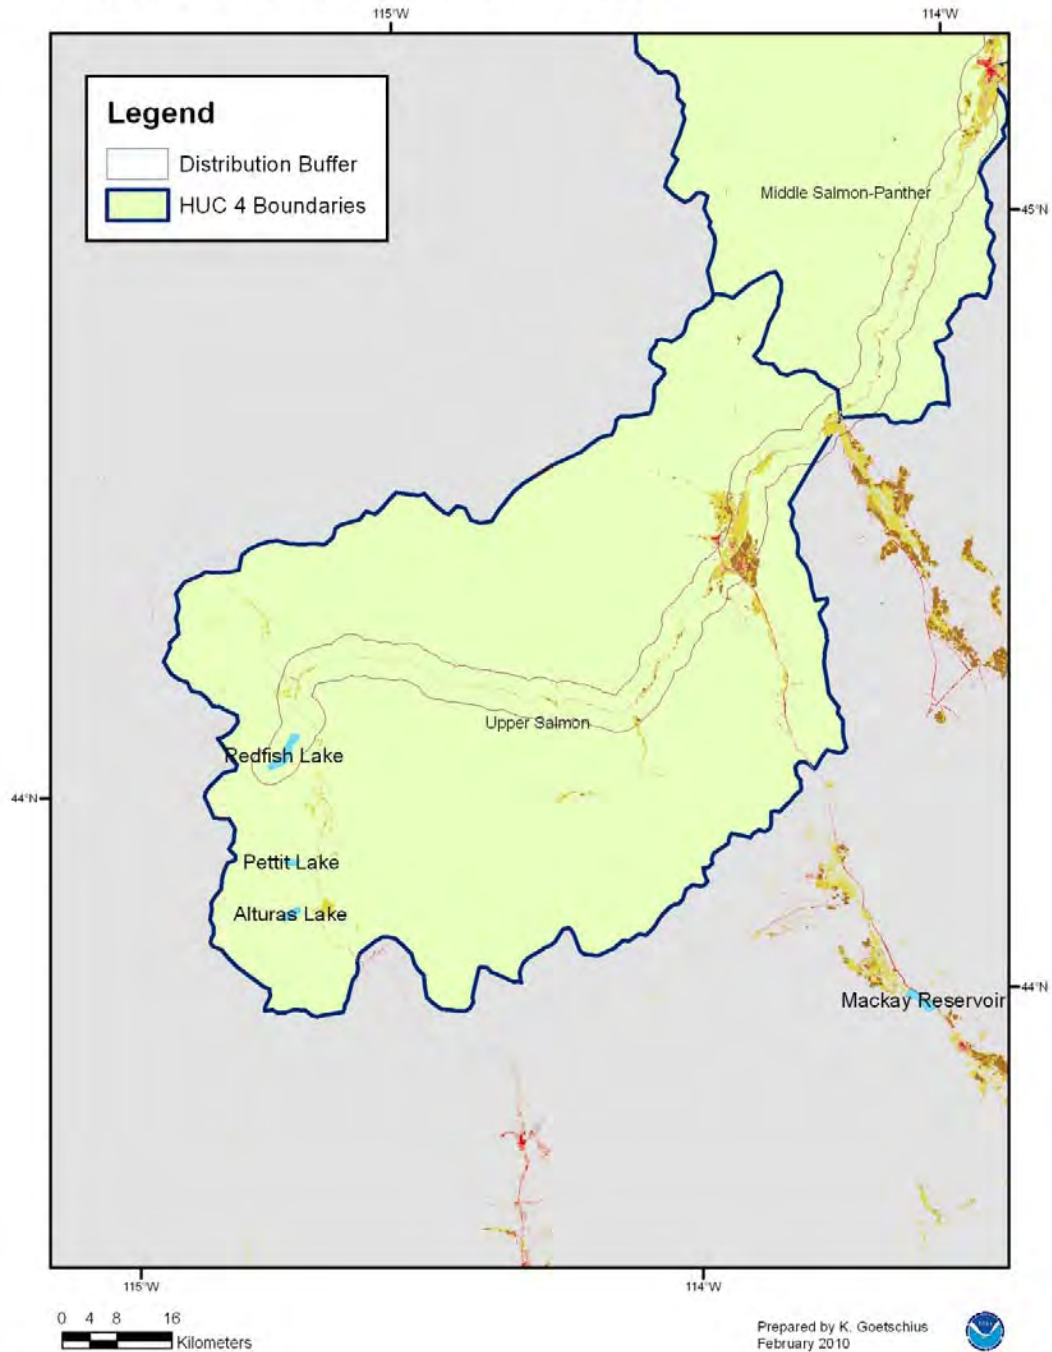 115°W
114°W
Legend
Distribution Buffer
HUC 4 Boundaries
Middle Salmon-Panther
45°N
Upper Salmon
Redfish Lake
44°N
Pettit Lake
Alturas Lake
44°N
Mackay Reservoir
115°W
114°W
0 4 8 16
Kilometers
Prepared by K. Goetschius
February 2010